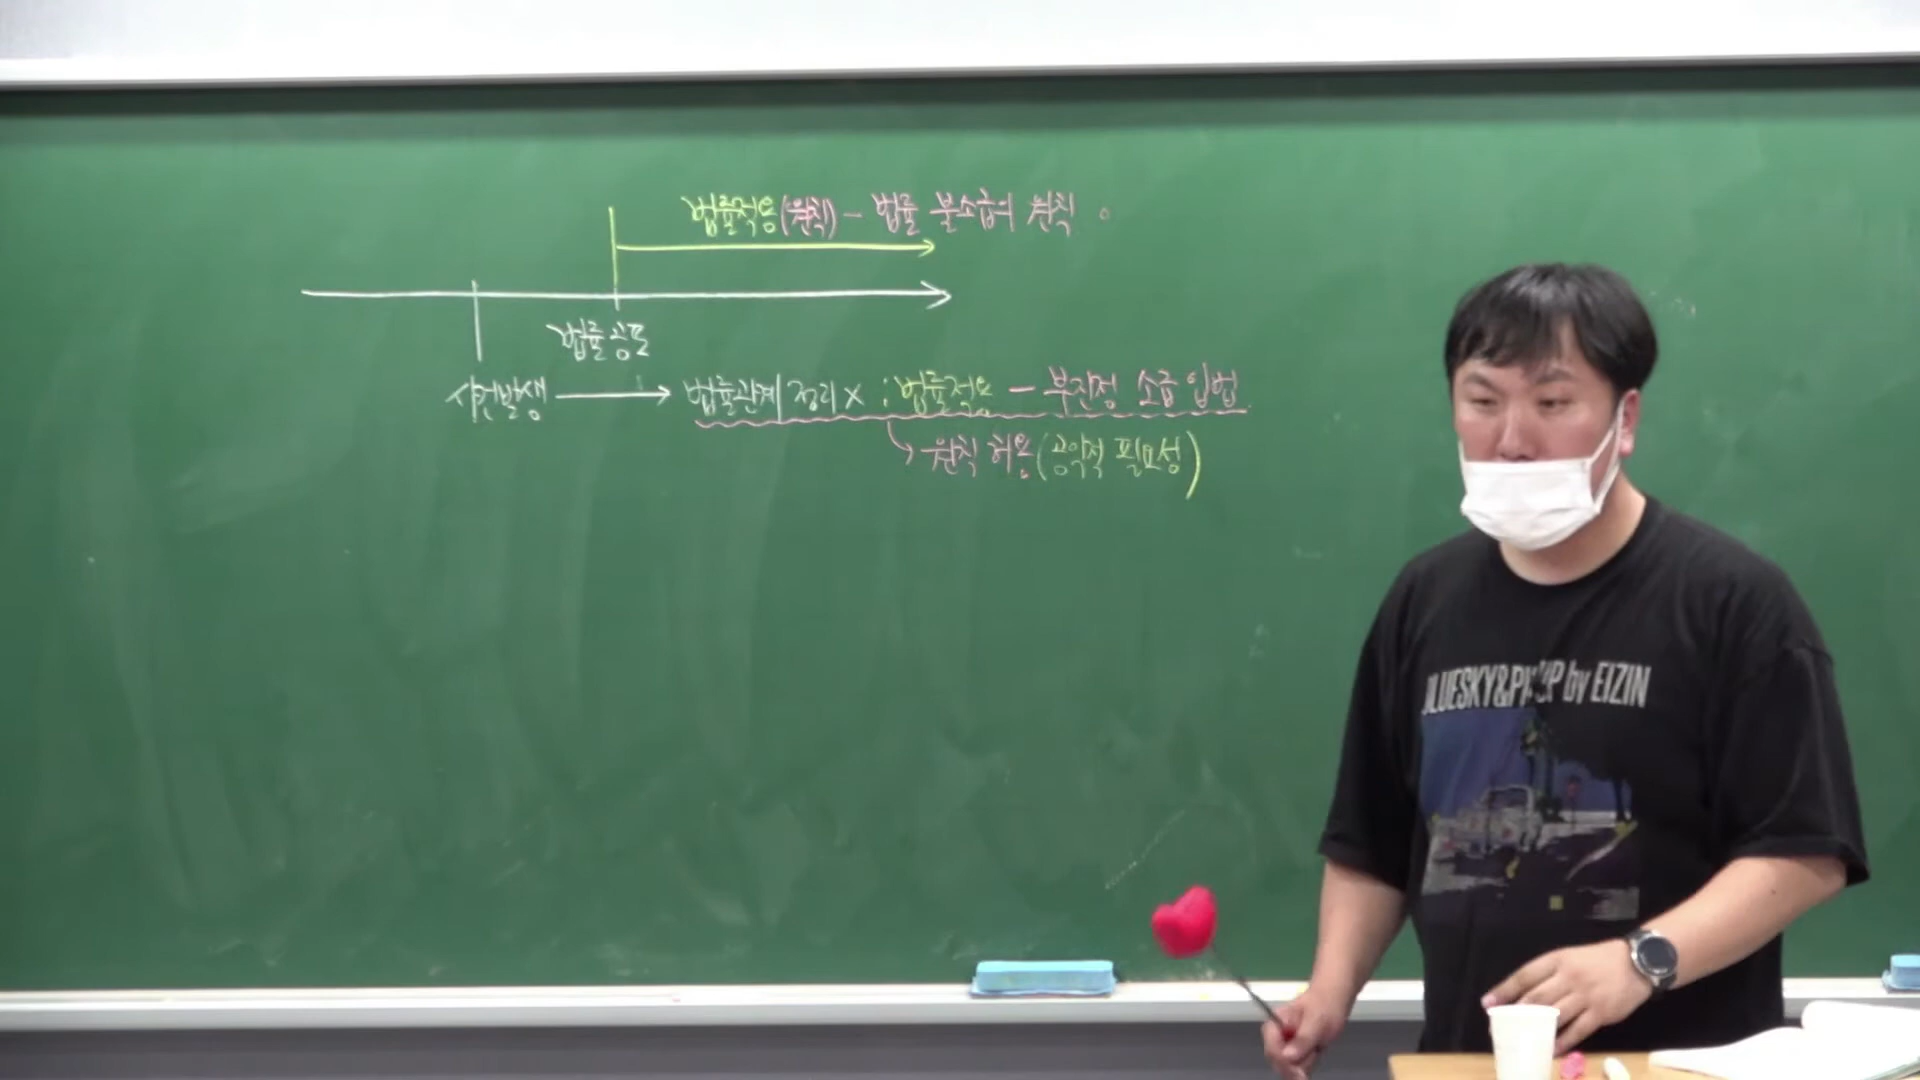 법률적용(원칙) - 법률 불소급의 원칙
법률공포
사건발생 → 법률관계 정리 x : 법률적용 - 부진정 소급 입법
↳ 원칙 허용 (공익적 필요성)
BLUESKY&P by EIZIN